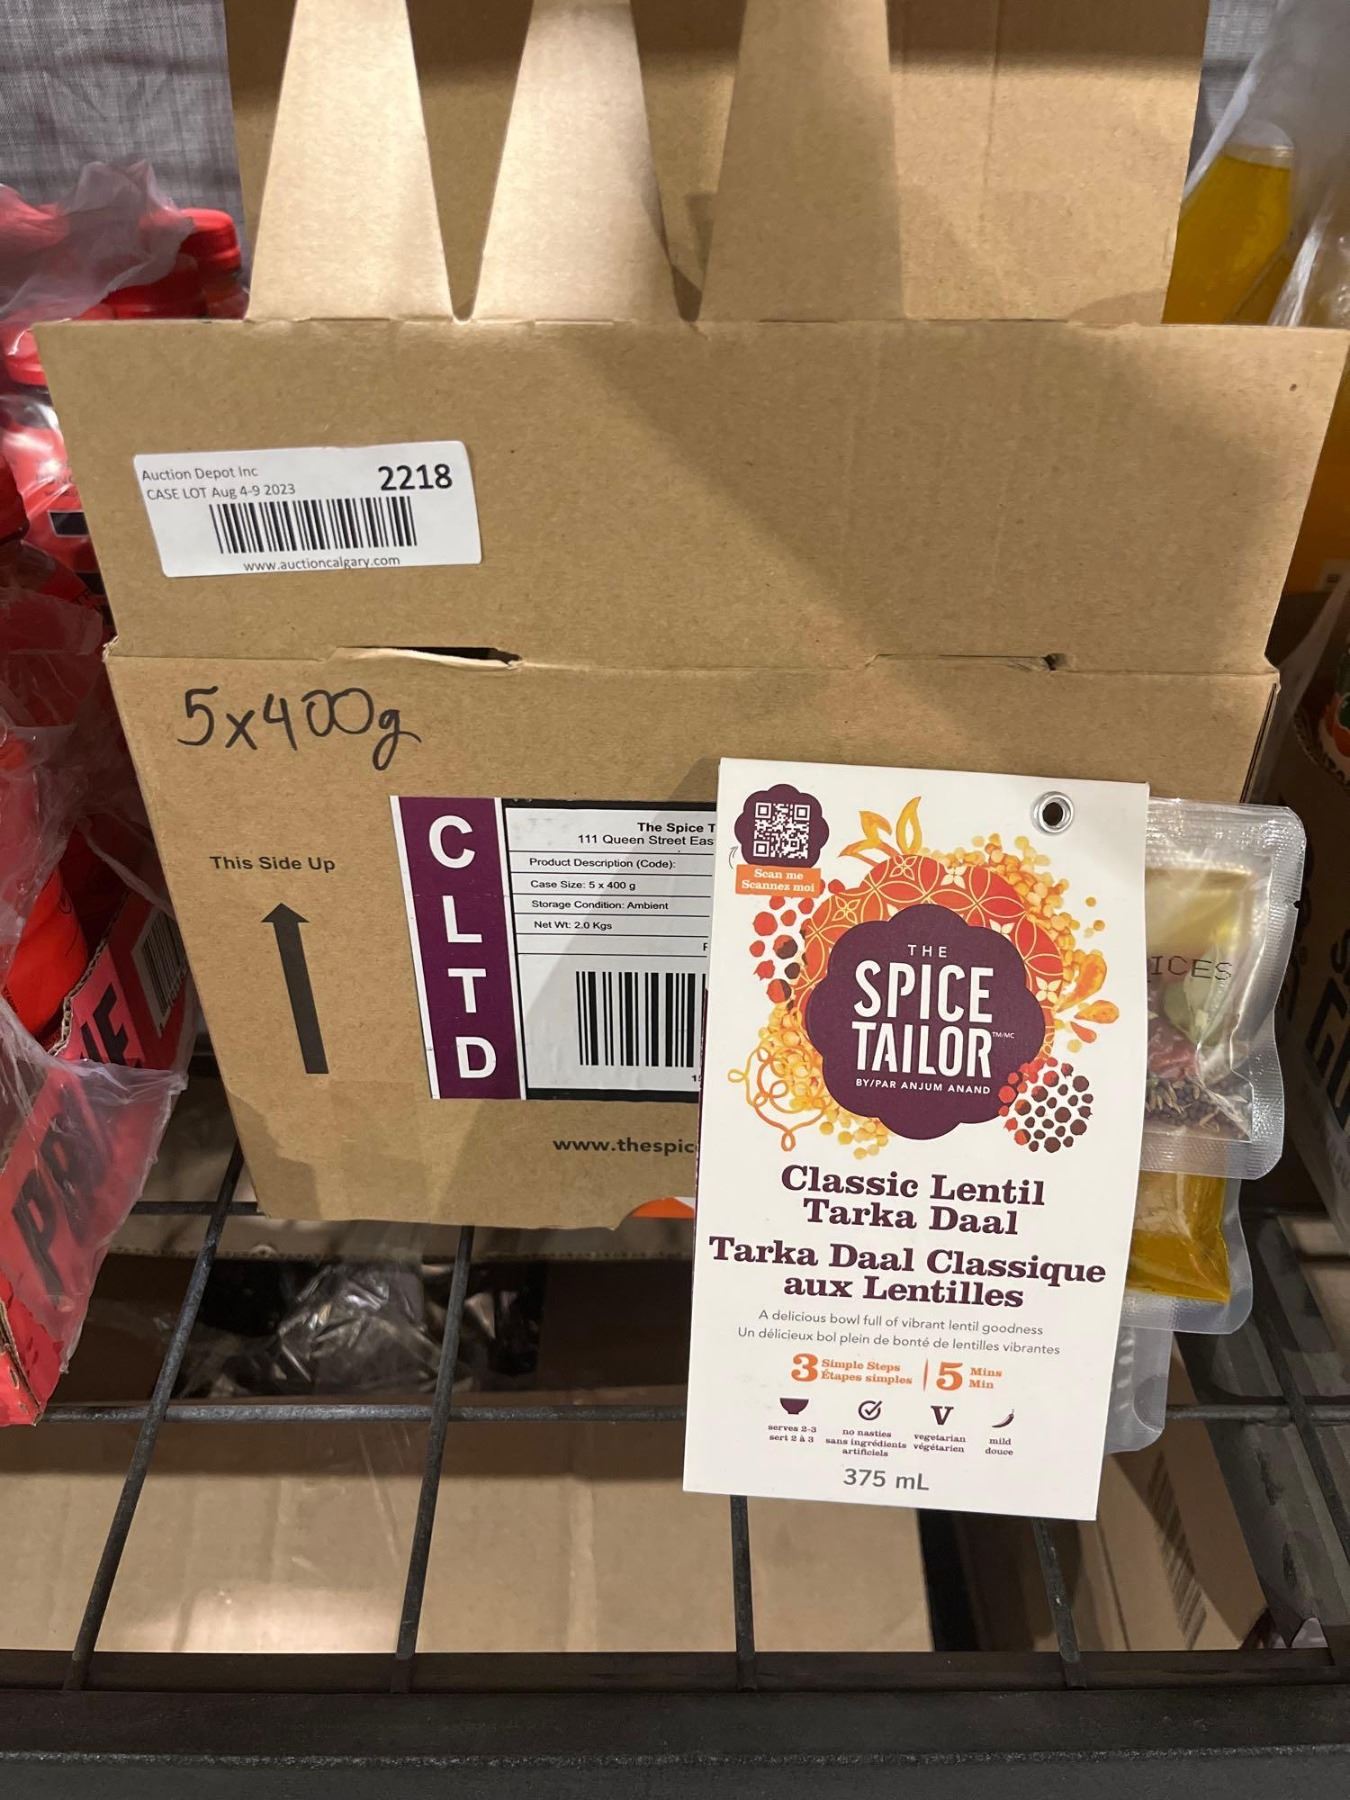 Auction Depot Inc
2218
CASE LOT Aug 4-9 2023
www.auctioncalgary.com
5x400g
This Side Up
CLTD
The Spice T
111 Queen Street Eas
Product Description (Code):
Case Size: 5 x 400 g
Storage Condition: Ambient
Net Wt: 2.0 Kgs
www.thespic
Scan me
Scannez moi
THE
SPICE
TAILOR TM/MC
BY/PAR ANJUM ANAND
ICES
Classic Lentil
Tarka Daal
Tarka Daal Classique
aux Lentilles
A delicious bowl full of vibrant lentil goodness
Un délicieux bol plein de bonté de lentilles vibrantes
3 Simple Steps
Étapes simples
5 Mins
Min
serves 2-3
sert 2 à 3
no nasties
sans ingrédients
artificiels
V
vegetarian
végétarien
mild
douce
375 mL